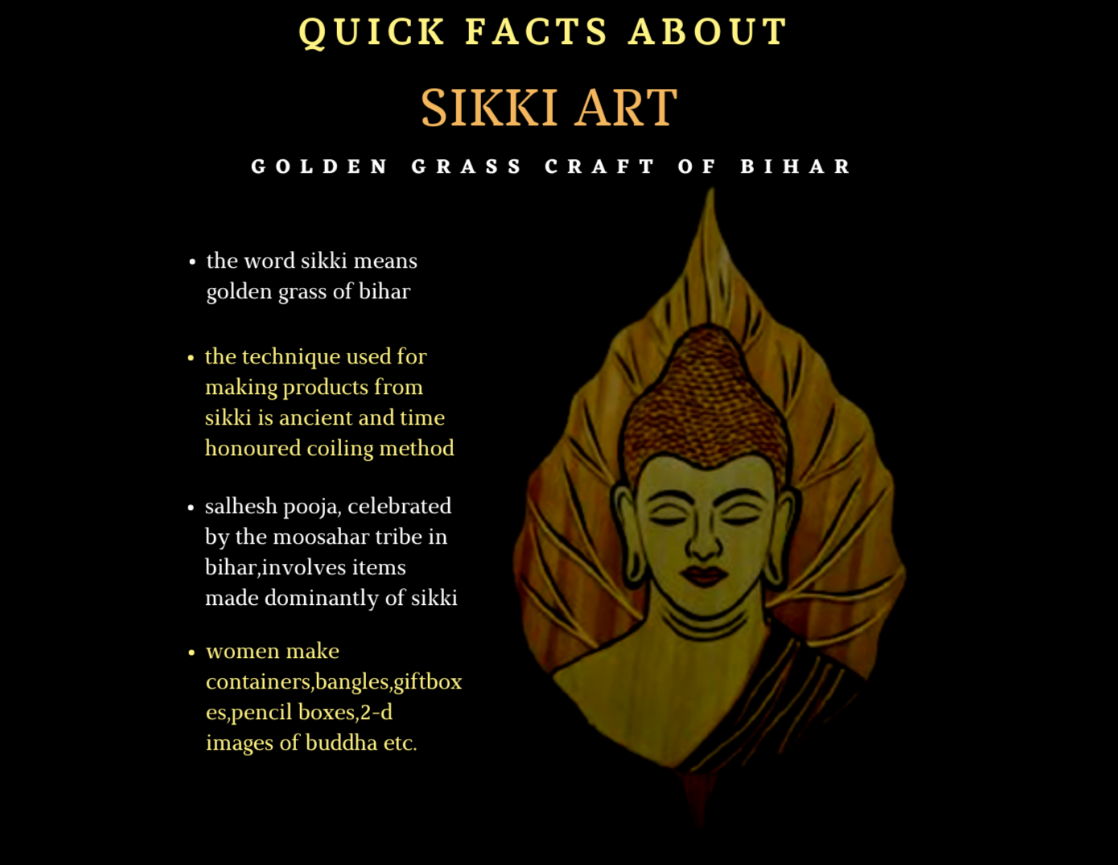 QUICK FACTS ABOUT
SIKKI ART
GOLDEN GRASS CRAFT OF BIHAR
• the word sikki means
golden grass of bihar
• the technique used for
making products from
sikki is ancient and time
honoured coiling method
• salhesh pooja, celebrated
by the moosahar tribe in
bihar,involves items
made dominantly of sikki
• women make
containers,bangles,giftbox
es,pencil boxes,2-d
images of buddha etc.